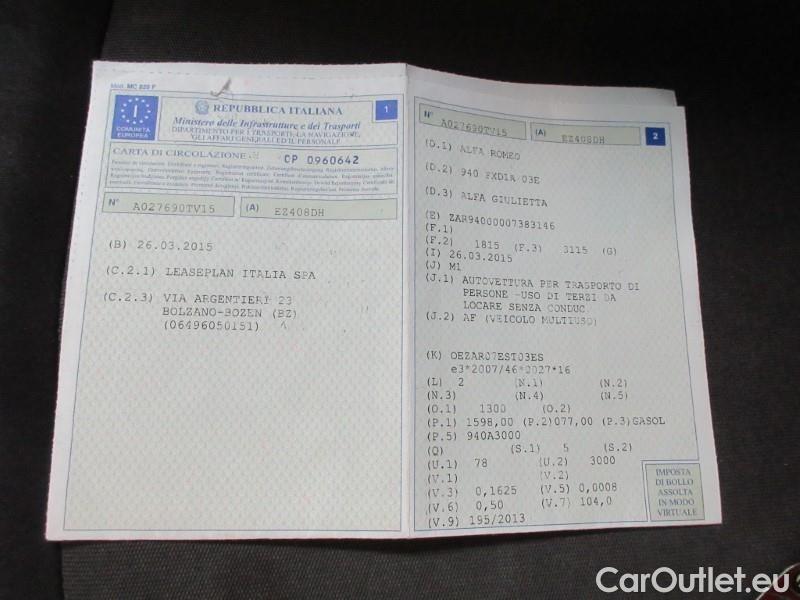 Mod. MC 820 F
COMUNITÀ EUROPEA
I
REPUBBLICA ITALIANA
1
Ministero delle Infrastrutture e dei Trasporti
DIPARTIMENTO PER I TRASPORTI, LA NAVIGAZIONE,
GLI AFFARI GENERALI ED IL PERSONALE
CARTA DI CIRCOLAZIONE CP 0960642
N° A027690TV15 (A) EZ408DH
(B) 26.03.2015
(C.2.1) LEASEPLAN ITALIA SPA
(C.2.3) VIA ARGENTIERI 23
BOLZANO-BOZEN (BZ)
(06496050151)
N° A027690TV15 (A) EZ408DH 2
(D.1) ALFA ROMEO
(D.2) 940 FXD1A 03E
(D.3) ALFA GIULIETTA
(E) ZAR94000007383146
(F.1)
(F.2) 1815 (F.3) 3115 (G)
(I) 26.03.2015
(J) M1
(J.1) AUTOVETTURA PER TRASPORTO DI
PERSONE -USO DI TERZI DA
LOCARE SENZA CONDUC.
(J.2) AF (VEICOLO MULTIUSO)
(K) OEZAR07EST03ES
e3*2007/46*0027*16
(L) 2 (N.1) (N.2)
(N.3) (N.4) (N.5)
(O.1) 1300 (O.2)
(P.1) 1598,00 (P.2)077,00 (P.3)GASOL
(P.5) 940A3000
(Q) (S.1) 5 (S.2)
(U.1) 78 (U.2) 3000
(V.1) (V.2)
(V.3) 0,1625 (V.5) 0,0008
(V.6) 0,50 (V.7) 104,0
(V.9) 195/2013
IMPOSTA
DI BOLLO
ASSOLTA
IN MODO
VIRTUALE
CarOutlet.eu